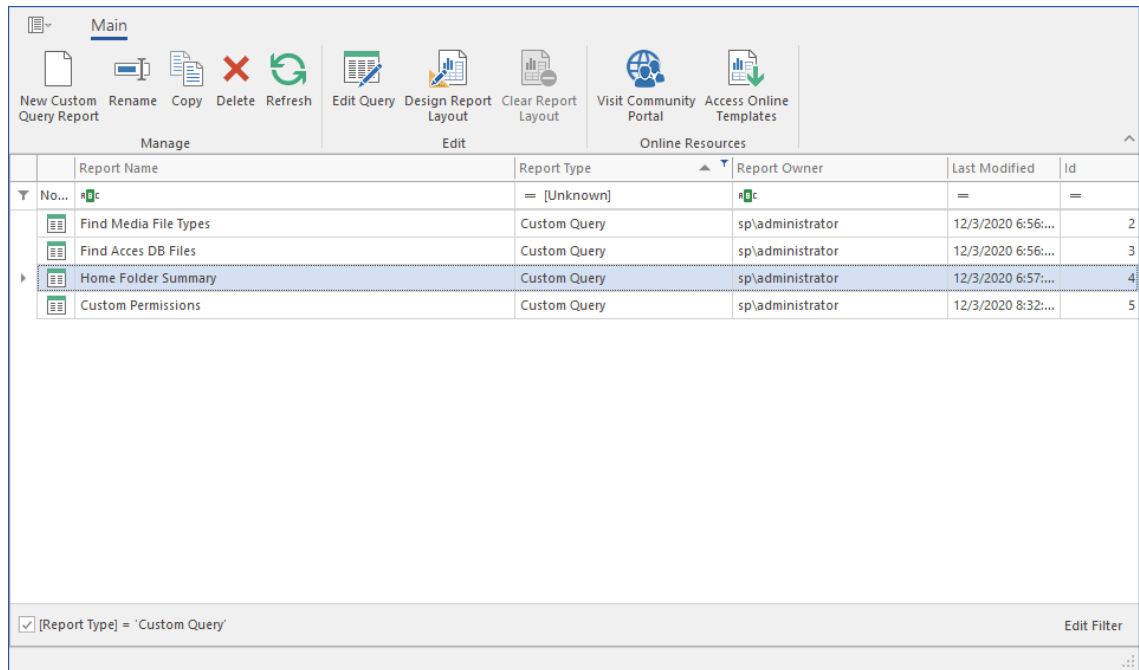 Main
New Custom Query Report
Rename
Copy
Delete
Refresh
Edit Query
Design Report Layout
Clear Report Layout
Visit Community Portal
Access Online Templates
Manage
Edit
Online Resources
Report Name Report Type Report Owner Last Modified Id
No... ABC = [Unknown] ABC = =
Find Media File Types Custom Query sp\administrator 12/3/2020 6:56:... 2
Find Acces DB Files Custom Query sp\administrator 12/3/2020 6:56:... 3
Home Folder Summary Custom Query sp\administrator 12/3/2020 6:57:... 4
Custom Permissions Custom Query sp\administrator 12/3/2020 8:32:... 5
[Report Type] = 'Custom Query' Edit Filter